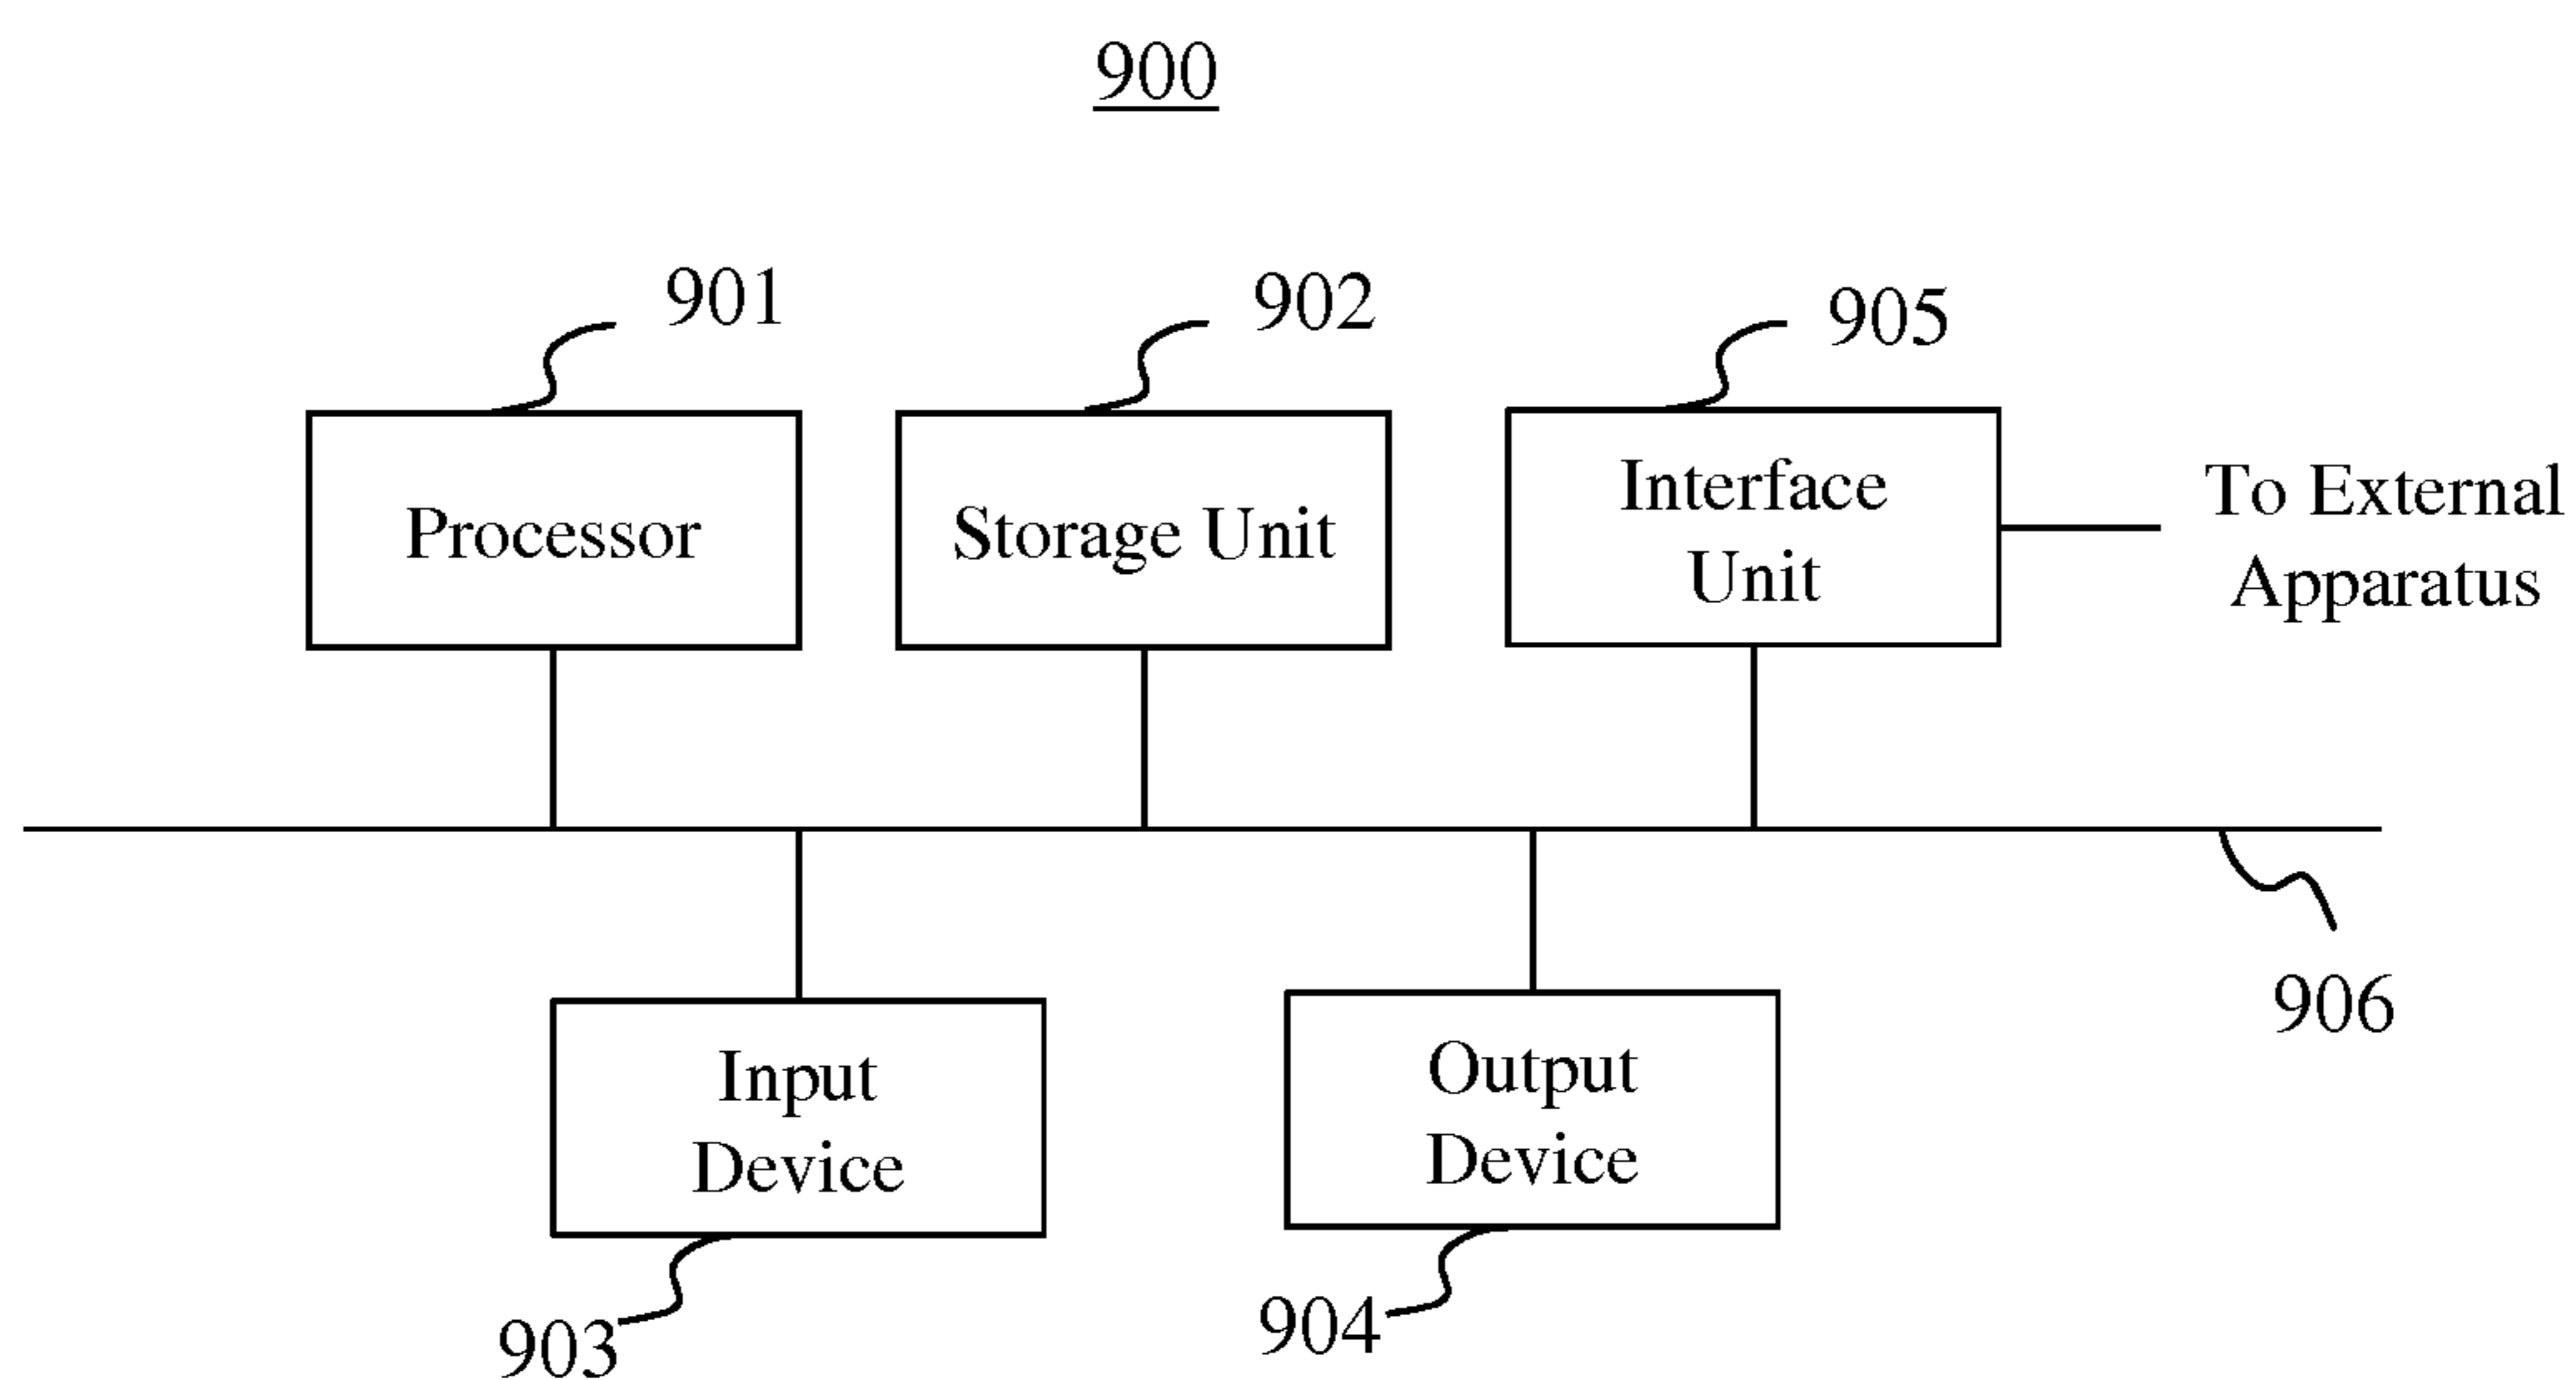 900
901
902
905
Processor
Storage Unit
Interface
Unit
To External
Apparatus
906
Input
Device
Output
Device
903
904